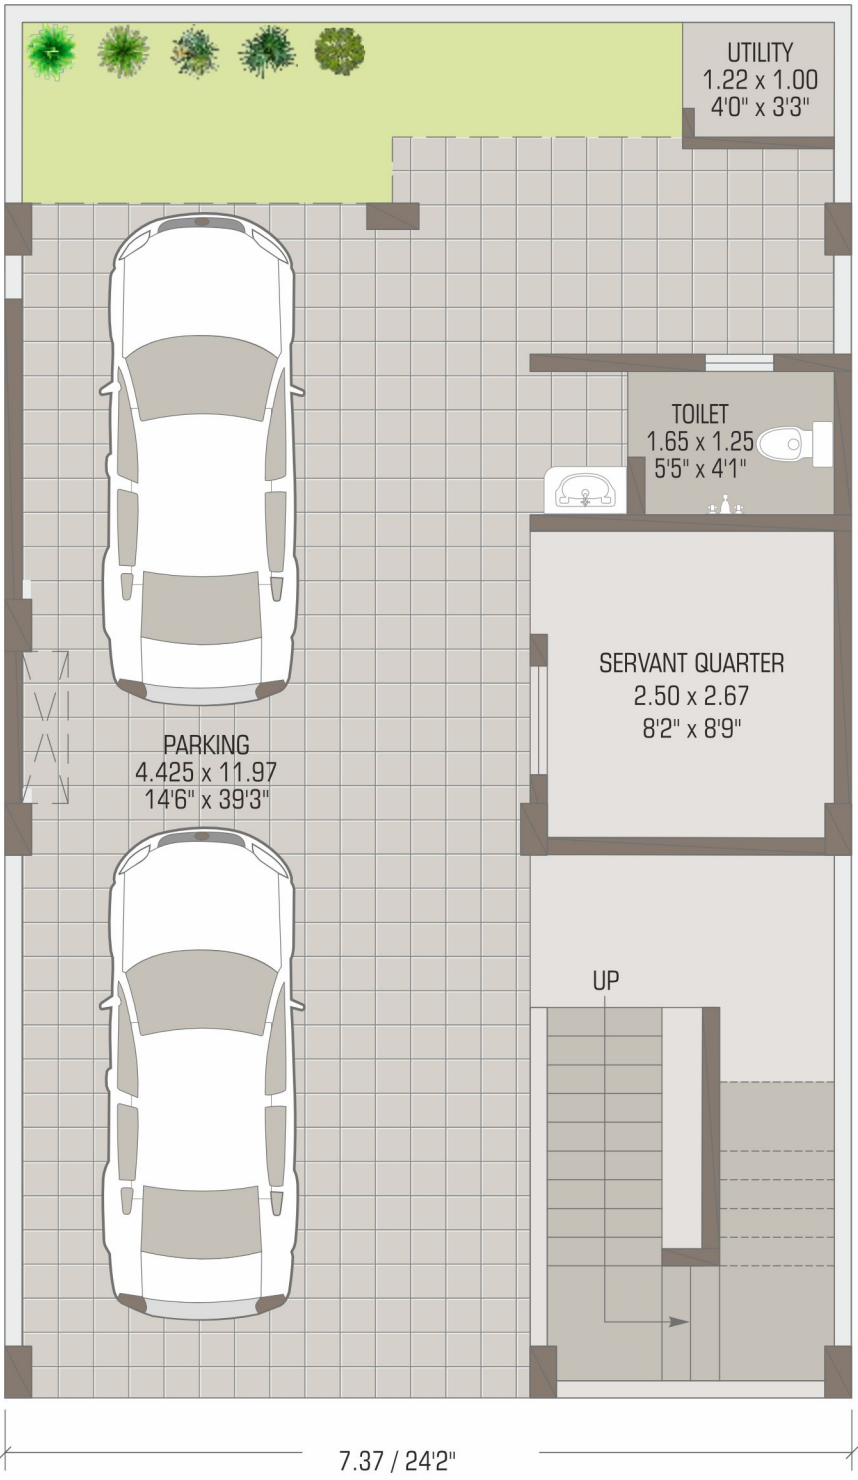 UTILITY
1.22 x 1.00
4'0" x 3'3"
TOILET
1.65 x 1.25
5'5" x 4'1"
SERVANT QUARTER
2.50 x 2.67
8'2" x 8'9"
PARKING
4.425 x 11.97
14'6" x 39'3"
UP
7.37 / 24'2"